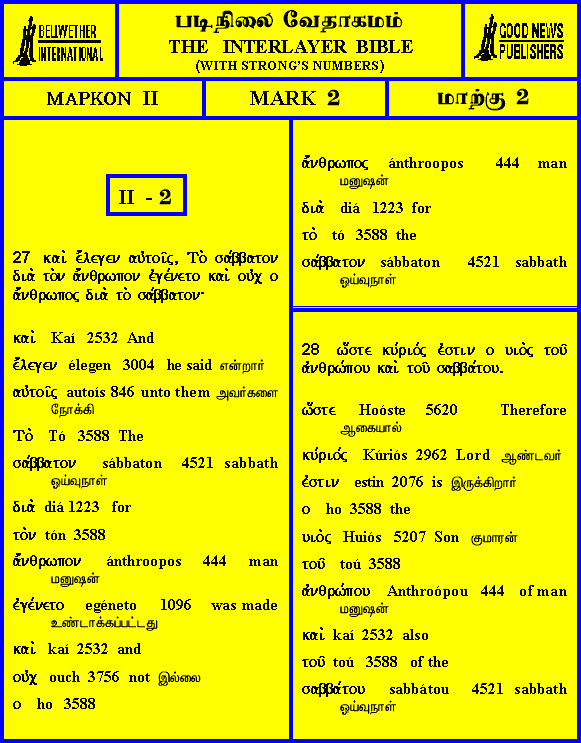 BELLWETHER
INTERNATIONAL
படிநிலை வேதாகமம்
THE INTERLAYER BIBLE
(WITH STRONG'S NUMBERS)
GOOD NEWS
PUBLISHERS
ΜΑΡΚΟΝ ΙΙ
MARK 2
மாற்கு 2
II - 2
27 καὶ ἔλεγεν αὐτοῖς, Τὸ σάββατον
διὰ τὸν ἄνθρωπον ἐγένετο καὶ οὐχ ο
ἄνθρωπος διὰ τὸ σάββατον·
καὶ Kaí 2532 And
ἔλεγεν élegen 3004 he said என்றார்
αὐτοῖς autoís 846 unto them அவர்களை
நோக்கி
Τὸ Tó 3588 The
σάββατον sábbaton 4521 sabbath
ஓய்வுநாள்
διὰ diá 1223 for
τὸν tón 3588
ἄνθρωπον ánthroopos 444 man
மனுஷன்
ἐγένετο egéneto 1096 was made
உண்டாக்கப்பட்டது
καὶ kaí 2532 and
οὐχ ouch 3756 not இல்லை
ο ho 3588
ἄνθρωπος ánthroopos 444 man
மனுஷன்
διὰ diá 1223 for
τὸ tó 3588 the
σάββατον sábbaton 4521 sabbath
ஓய்வுநாள்
28 ὥστε κύριός ἐστιν ο υιὸς τοῦ
ἀνθρώπου καὶ τοῦ σαββάτου.
ὥστε Hoóste 5620 Therefore
ஆகையால்
κύριός Kúriós 2962 Lord ஆண்டவர்
ἐστιν estin 2076 is இருக்கிறார்
ο ho 3588 the
υιὸς Huiós 5207 Son குமாரன்
τοῦ toú 3588
ἀνθρώπου Anthroópou 444 of man
மனுஷன்
καὶ kaí 2532 also
τοῦ toú 3588 of the
σαββάτου sabbátou 4521 sabbath
ஓய்வுநாள்